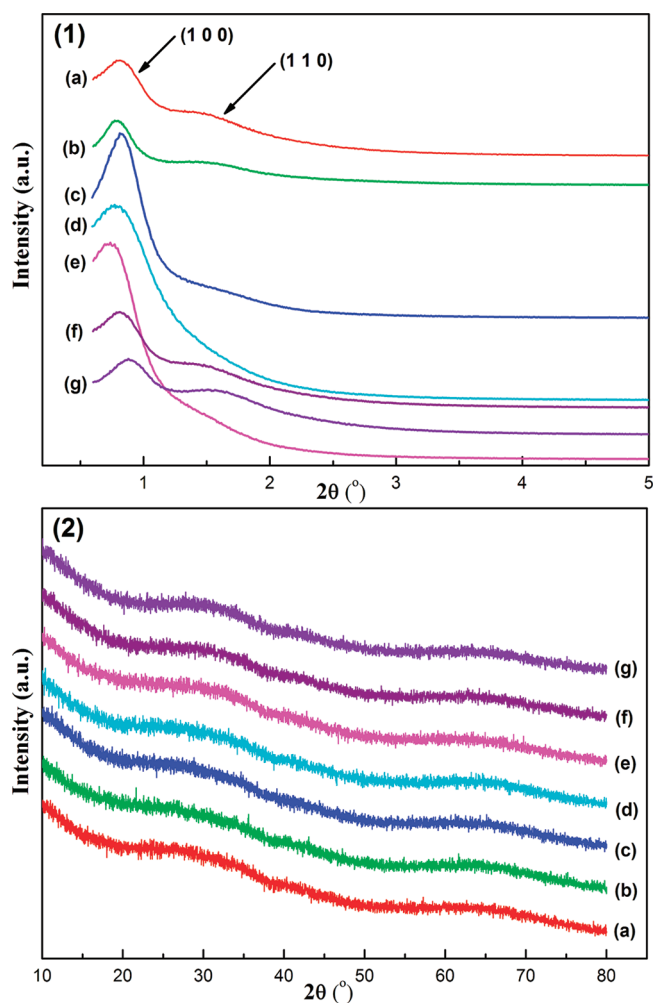 (1)
(1 0 0)
(1 1 0)
(a)
(b)
(c)
(d)
(e)
(f)
(g)
Intensity (a.u.)
1 2 3 4 5
2θ (°)
(2)
(g)
(f)
(e)
(d)
(c)
(b)
(a)
Intensity (a.u.)
10 20 30 40 50 60 70 80
2θ (°)